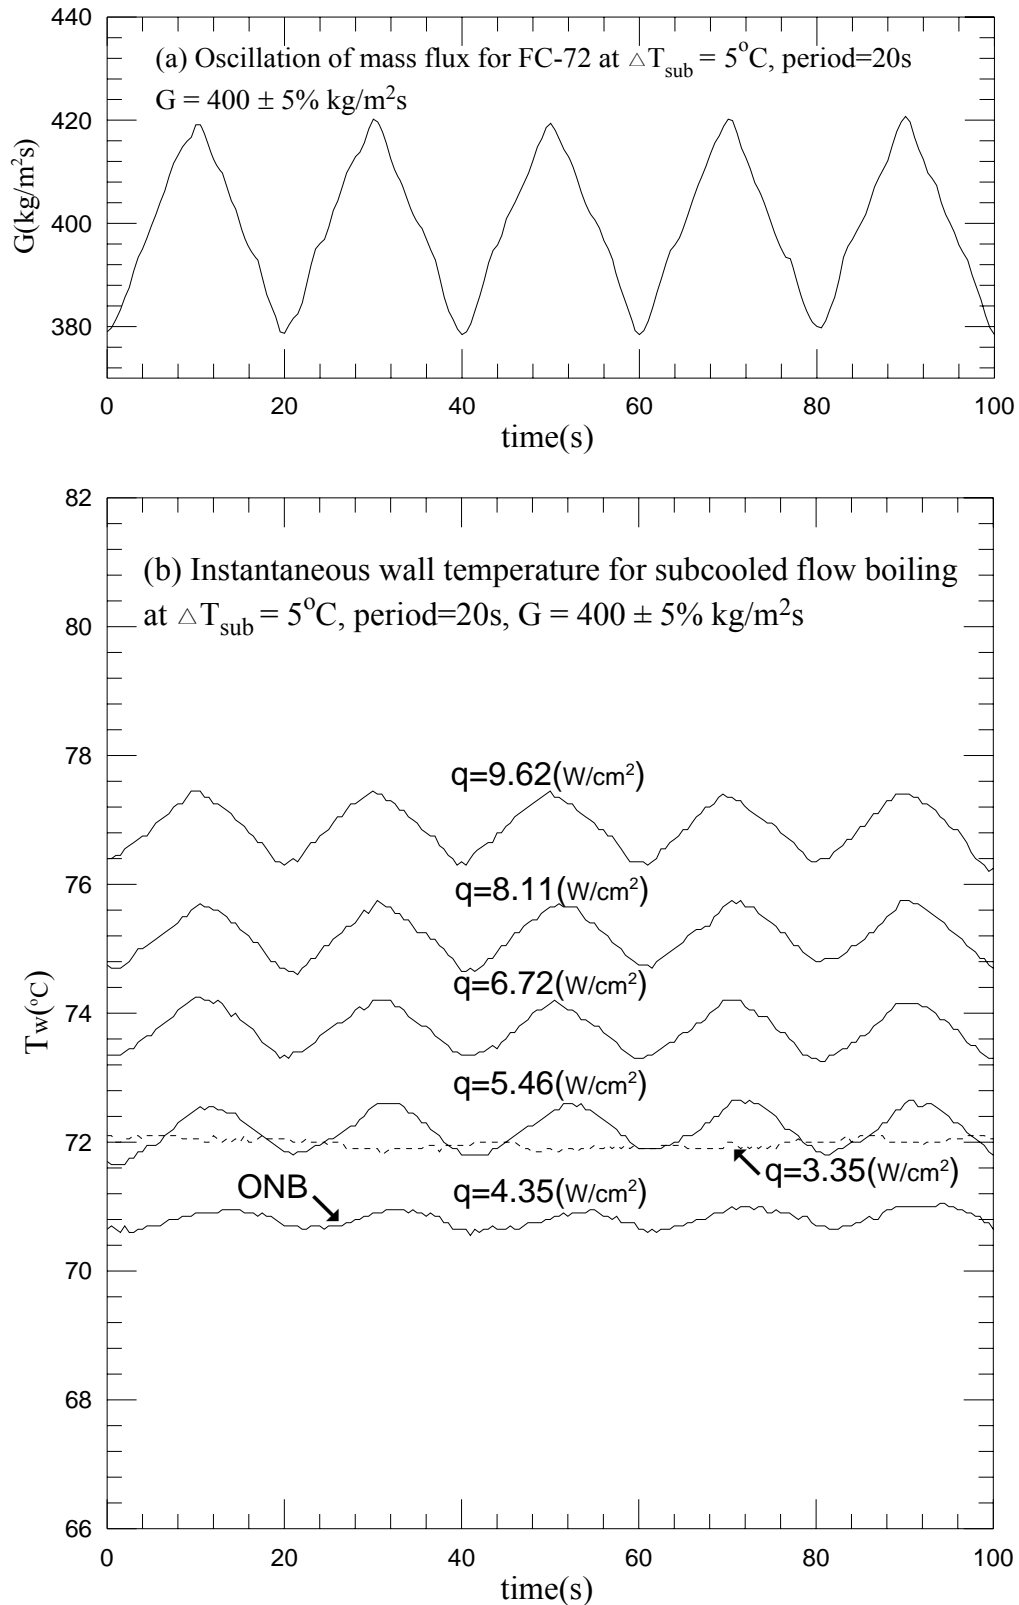 440
(a) Oscillation of mass flux for FC-72 at △Tsub = 5°C, period=20s
G = 400 ± 5% kg/m²s
420
400
380
G(kg/m²s)
0 20 40 60 80 100
time(s)
82
(b) Instantaneous wall temperature for subcooled flow boiling
at △Tsub = 5°C, period=20s, G = 400 ± 5% kg/m²s
80
78
q=9.62(W/cm²)
76
q=8.11(W/cm²)
q=6.72(W/cm²)
74
Tw(°C)
q=5.46(W/cm²)
72
q=3.35(W/cm²)
ONB
q=4.35(W/cm²)
70
68
66
0 20 40 60 80 100
time(s)